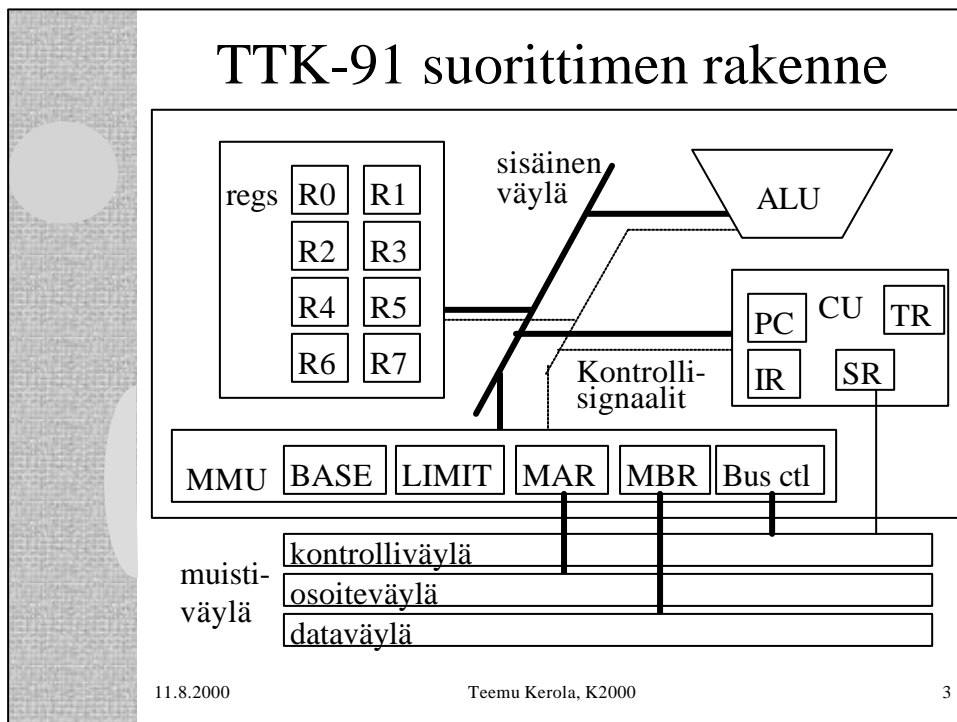 TTK-91 suorittimen rakenne
regs
R0 R1
R2 R3
R4 R5
R6 R7
sisäinen
väylä
ALU
PC CU TR
IR SR
Kontrolli-
signaalit
MMU BASE LIMIT MAR MBR Bus ctl
muisti-
väylä
kontrolliväylä
osoiteväylä
dataväylä
11.8.2000 Teemu Kerola, K2000 3